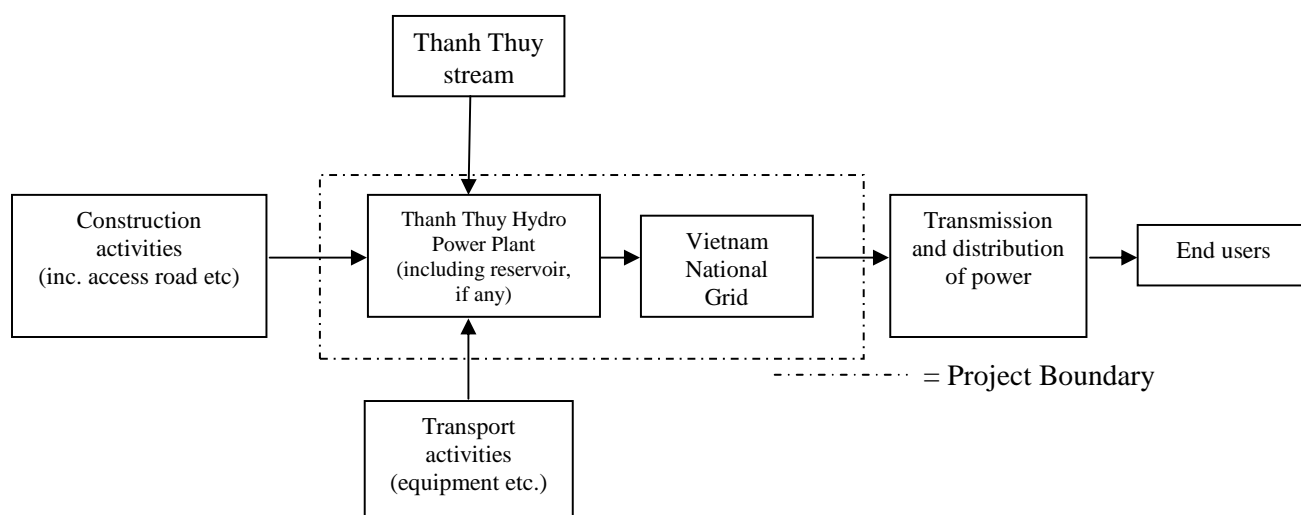 Thanh Thuy
stream
Construction
activities
(inc. access road etc)
Thanh Thuy Hydro
Power Plant
(including reservoir,
if any)
Vietnam
National
Grid
Transmission
and distribution
of power
End users
= Project Boundary
Transport
activities
(equipment etc.)